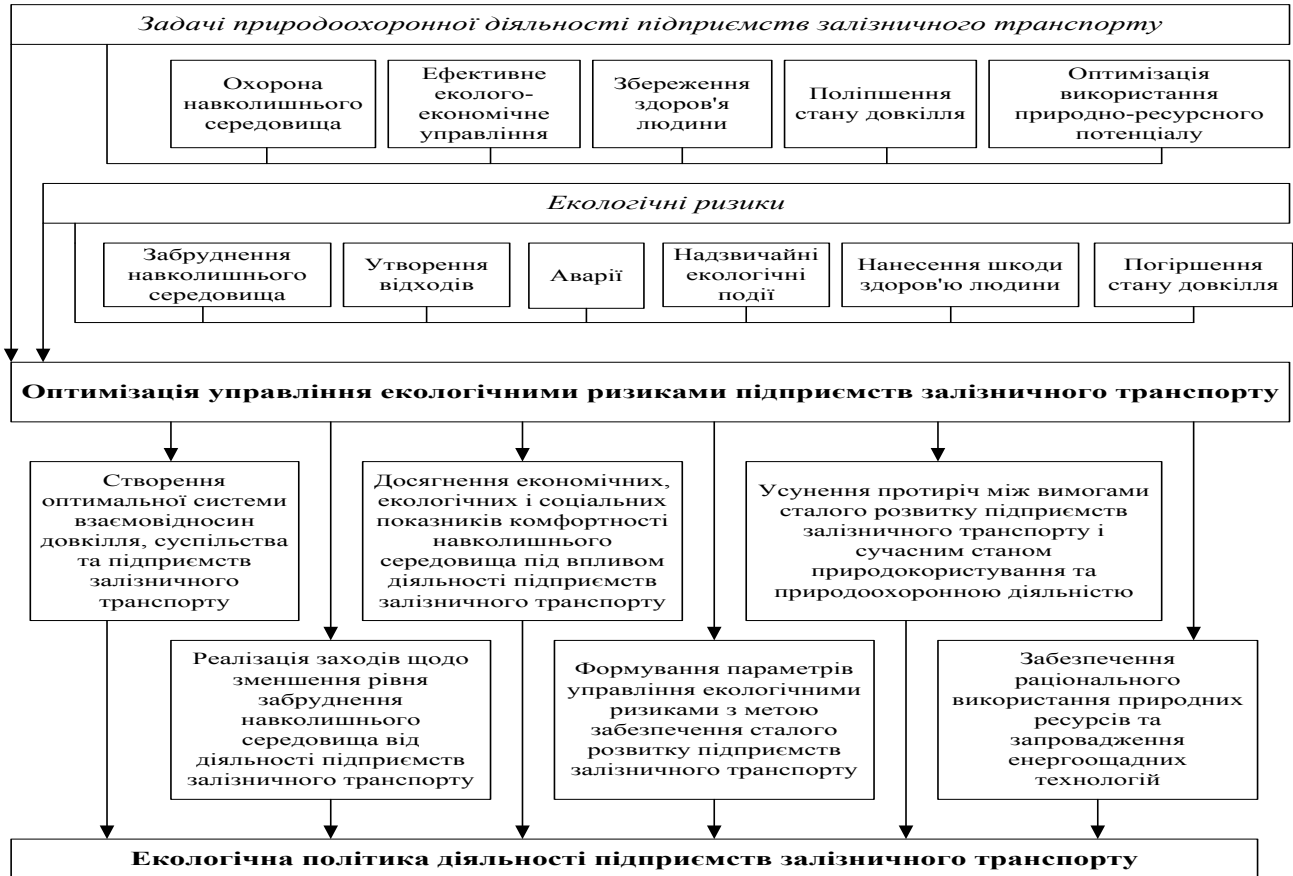 Задачі природоохоронної діяльності підприємств залізничного транспорту
Охорона
навколишнього
середовища
Ефективне
еколого-
економічне
управління
Збереження
здоров'я
людини
Поліпшення
стану довкілля
Оптимізація
використання
природно-ресурсного
потенціалу
Екологічні ризики
Забруднення
навколишнього
середовища
Утворення
відходів
Аварії
Надзвичайні
екологічні
події
Нанесення шкоди
здоров'ю людини
Погіршення
стану довкілля
Оптимізація управління екологічними ризиками підприємств залізничного транспорту
Створення
оптимальної системи
взаємовідносин
довкілля, суспільства
та підприємств
залізничного
транспорту
Досягнення економічних,
екологічних і соціальних
показників комфортності
навколишнього
середовища під впливом
діяльності підприємств
залізничного транспорту
Усунення протиріч між вимогами
сталого розвитку підприємств
залізничного транспорту і
сучасним станом
природокористування та
природоохоронною діяльністю
Реалізація заходів щодо
зменшення рівня
забруднення
навколишнього
середовища від
діяльності підприємств
залізничного транспорту
Формування параметрів
управління екологічними
ризиками з метою
забезпечення сталого
розвитку підприємств
залізничного транспорту
Забезпечення
раціонального
використання природних
ресурсів та
запровадження
енергоощадних
технологій
Екологічна політика діяльності підприємств залізничного транспорту